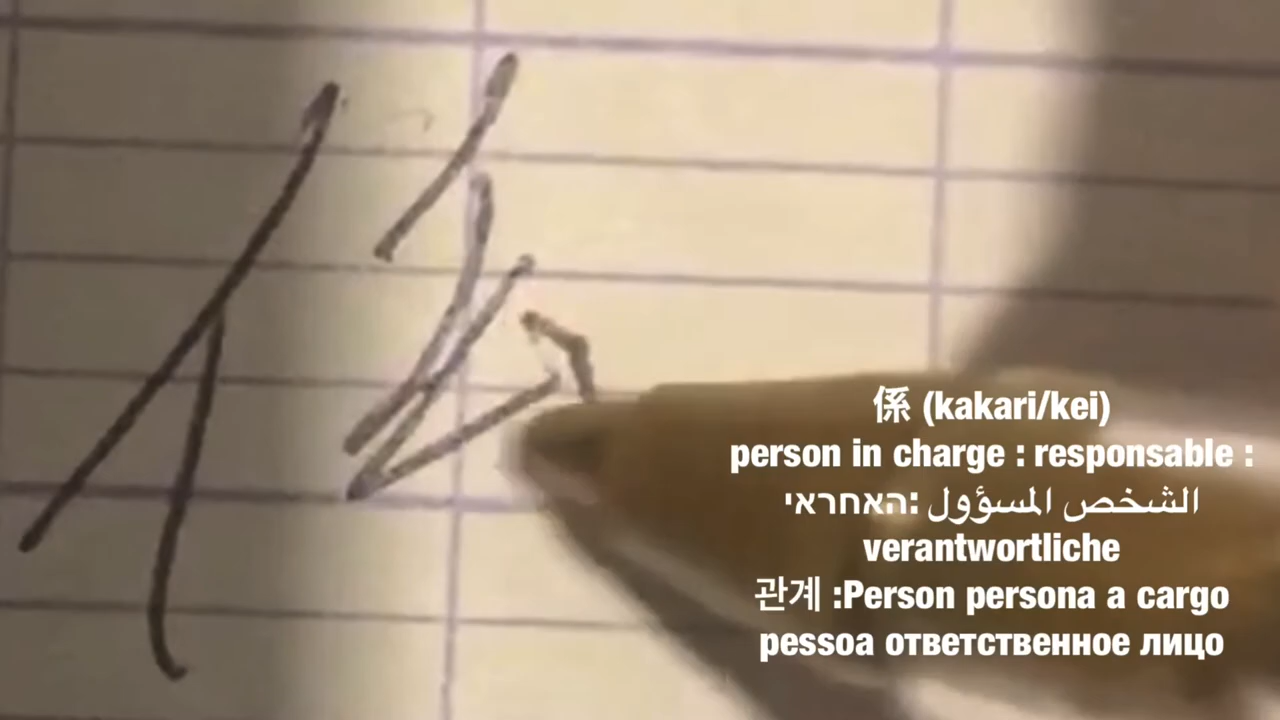 係 (kakari/kei)
person in charge : responsable :
الشخص المسؤول :האחראי
verantwortliche
관계 :Person persona a cargo
pessoa ответственное лицо